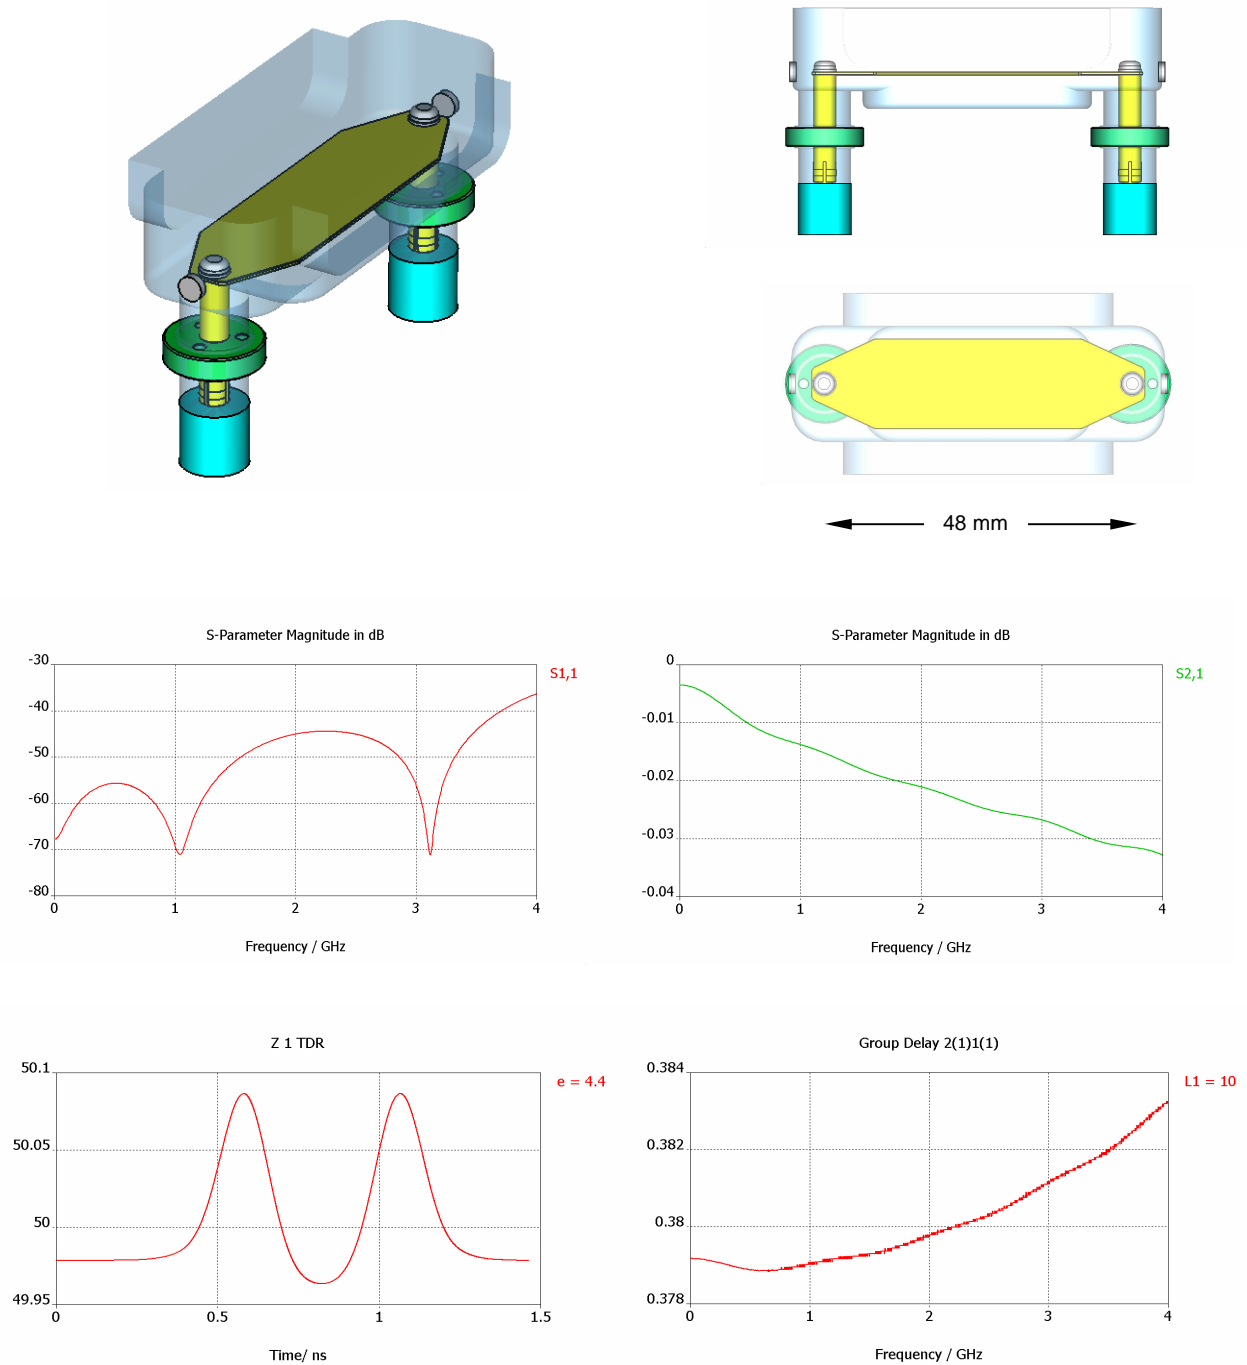 48 mm
S-Parameter Magnitude in dB
S1,1
-30
-40
-50
-60
-70
-80
0 1 2 3 4
Frequency / GHz
S-Parameter Magnitude in dB
S2,1
0
-0.01
-0.02
-0.03
-0.04
0 1 2 3 4
Frequency / GHz
Z 1 TDR
e = 4.4
50.1
50.05
50
49.95
0 0.5 1 1.5
Time/ ns
Group Delay 2(1)1(1)
L1 = 10
0.384
0.382
0.38
0.378
0 1 2 3 4
Frequency / GHz